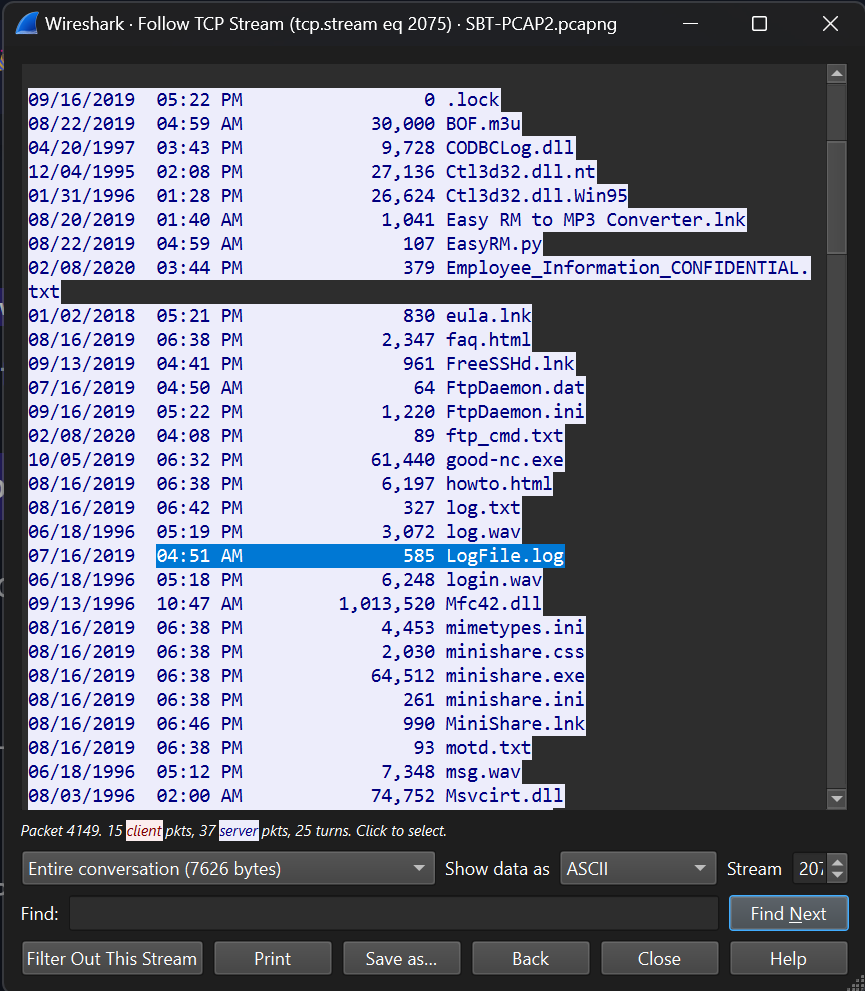 Wireshark · Follow TCP Stream (tcp.stream eq 2075) · SBT-PCAP2.pcapng
09/16/2019  05:22 PM                 0 .lock
08/22/2019  04:59 AM            30,000 BOF.m3u
04/20/1997  03:43 PM             9,728 CODBCLog.dll
12/04/1995  02:08 PM            27,136 Ctl3d32.dll.nt
01/31/1996  01:28 PM            26,624 Ctl3d32.dll.Win95
08/20/2019  01:40 AM             1,041 Easy RM to MP3 Converter.lnk
08/22/2019  04:59 AM               107 EasyRM.py
02/08/2020  03:44 PM               379 Employee_Information_CONFIDENTIAL.
txt
01/02/2018  05:21 PM               830 eula.lnk
08/16/2019  06:38 PM             2,347 faq.html
09/13/2019  04:41 PM               961 FreeSSHd.lnk
07/16/2019  04:50 AM                64 FtpDaemon.dat
09/16/2019  05:22 PM             1,220 FtpDaemon.ini
02/08/2020  04:08 PM                89 ftp_cmd.txt
10/05/2019  06:32 PM            61,440 good-nc.exe
08/16/2019  06:38 PM             6,197 howto.html
08/16/2019  06:42 PM               327 log.txt
06/18/1996  05:19 PM             3,072 log.wav
07/16/2019  04:51 AM               585 LogFile.log
06/18/1996  05:18 PM             6,248 login.wav
09/13/1996  10:47 AM         1,013,520 Mfc42.dll
08/16/2019  06:38 PM             4,453 mimetypes.ini
08/16/2019  06:38 PM             2,030 minishare.css
08/16/2019  06:38 PM            64,512 minishare.exe
08/16/2019  06:38 PM               261 minishare.ini
08/16/2019  06:46 PM               990 MiniShare.lnk
08/16/2019  06:38 PM                93 motd.txt
06/18/1996  05:12 PM             7,348 msg.wav
08/03/1996  02:00 AM            74,752 Msvcirt.dll
Packet 4149. 15 client pkts, 37 server pkts, 25 turns. Click to select.
Entire conversation (7626 bytes) Show data as ASCII Stream 207
Find: Find Next
Filter Out This Stream Print Save as... Back Close Help